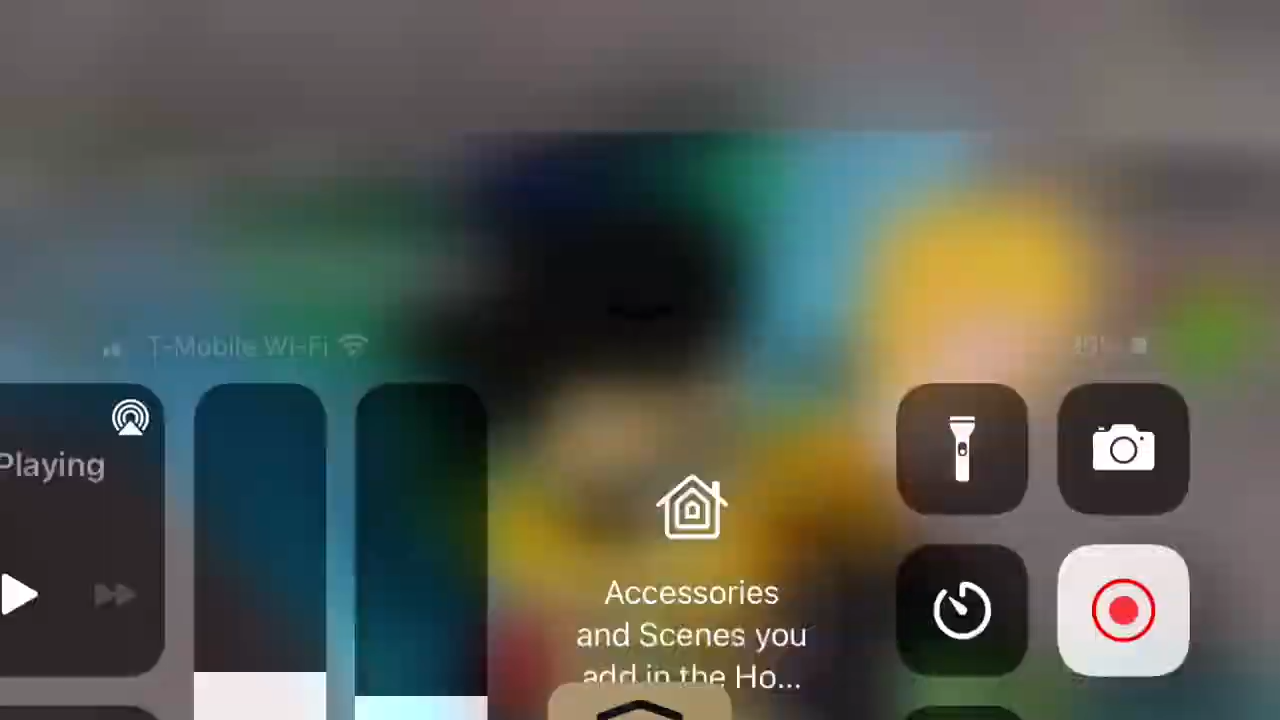 T-Mobile Wi-Fi
Playing
Accessories
and Scenes you
add in the Ho...